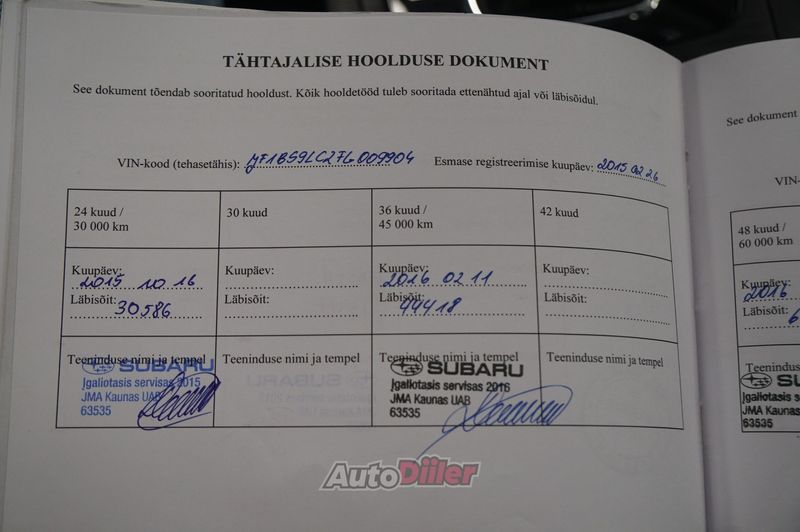 TÄHTAJALISE HOOLDUSE DOKUMENT
See dokument tõendab sooritatud hooldust. Kõik hooldetööd tuleb sooritada ettenähtud ajal või läbisõidul.
VIN-kood (tehasetähis): JF1BS9LC2FG009904 Esmase registreerimise kuupäev: 2015 02 26
24 kuud /
30 000 km
30 kuud
36 kuud /
45 000 km
42 kuud
Kuupäev:
2015 10 16
Läbisõit:
30586
Kuupäev:
Läbisõit:
Kuupäev:
2016 02 11
Läbisõit:
44418
Kuupäev:
Läbisõit:
Teeninduse nimi ja tempel
SUBARU
Įgaliotasis servisas 2015
JMA Kaunas UAB
63535
Teeninduse nimi ja tempel
Teeninduse nimi ja tempel
SUBARU
Įgaliotasis servisas 2016
JMA Kaunas UAB
63535
Teeninduse nimi ja tempel
AutoDiiler
See dokument
VIN-
48 kuud /
60 000 km
Kuupäev:
2016
Läbisõit:
6
Teeninduse
SU
Įgaliotasis s
JMA Kaunas
63535